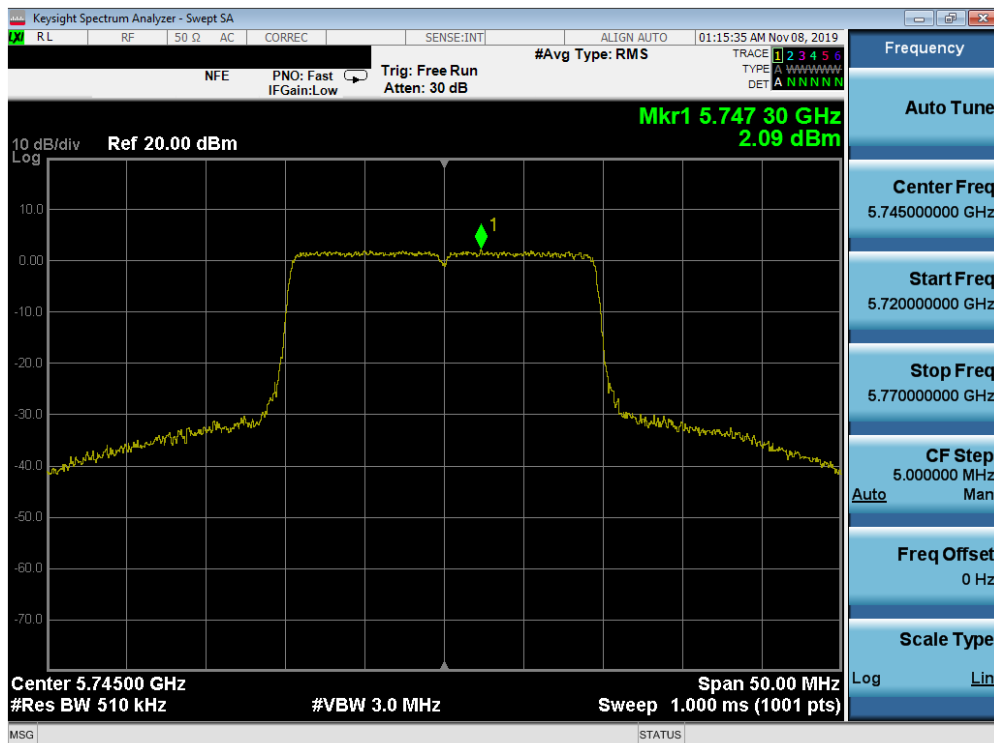 Keysight Spectrum Analyzer - Swept SA
LXI RL RF 50 Ω AC CORREC SENSE:INT ALIGN AUTO 01:15:35 AM Nov 08, 2019
NFE PNO: Fast IFGain:Low Trig: Free Run Atten: 30 dB #Avg Type: RMS
TRACE 1 2 3 4 5 6
TYPE A WWWWW
DET A N N N N N
Mkr1 5.747 30 GHz
2.09 dBm
10 dB/div Ref 20.00 dBm
Log
1
10.0
0.00
-10.0
-20.0
-30.0
-40.0
-50.0
-60.0
-70.0
Center 5.74500 GHz Span 50.00 MHz
#Res BW 510 kHz #VBW 3.0 MHz Sweep 1.000 ms (1001 pts)
MSG STATUS
Frequency
Auto Tune
Center Freq
5.745000000 GHz
Start Freq
5.720000000 GHz
Stop Freq
5.770000000 GHz
CF Step
5.000000 MHz
Auto Man
Freq Offset
0 Hz
Scale Type
Log Lin